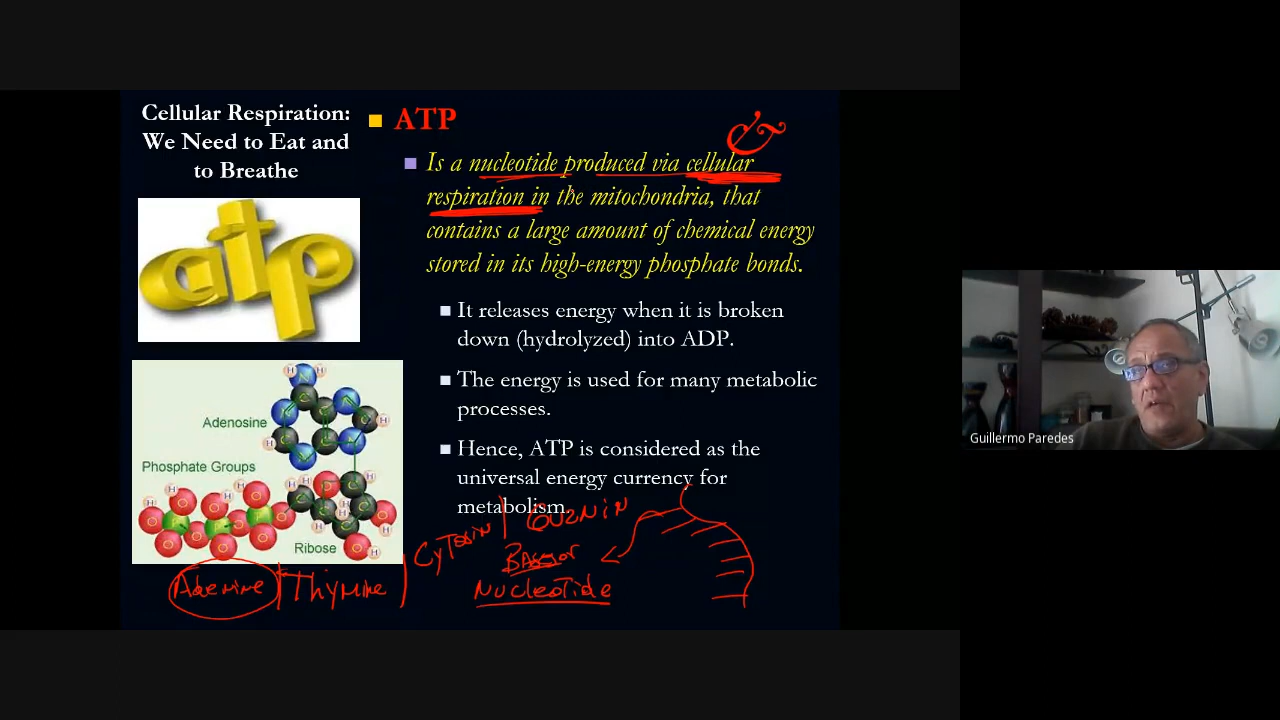 Cellular Respiration:
We Need to Eat and
to Breathe
atp
Adenosine
Phosphate Groups
Ribose
ATP
Is a nucleotide produced via cellular
respiration in the mitochondria, that
contains a large amount of chemical energy
stored in its high-energy phosphate bonds.
It releases energy when it is broken
down (hydrolyzed) into ADP.
The energy is used for many metabolic
processes.
Hence, ATP is considered as the
universal energy currency for
metabolism.
Adenine | Thymine | Cytosin | Guanin
Bases or
Nucleotide
Guillermo Paredes